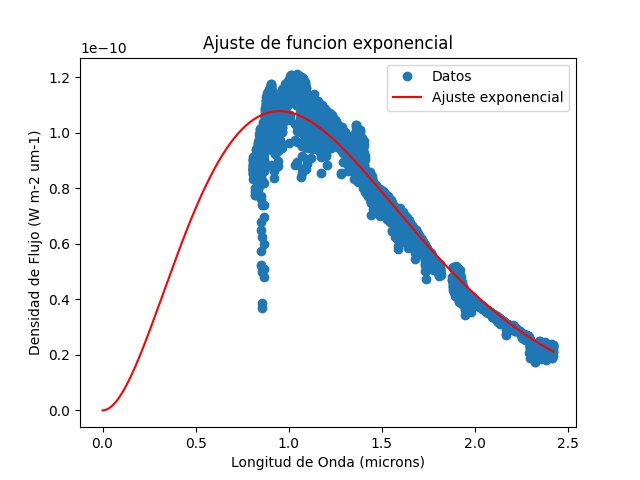 Ajuste de funcion exponencial
1e−10
Datos
Ajuste exponencial
1.2
1.0
0.8
0.6
0.4
0.2
0.0
Densidad de Flujo (W m-2 um-1)
0.0 0.5 1.0 1.5 2.0 2.5
Longitud de Onda (microns)